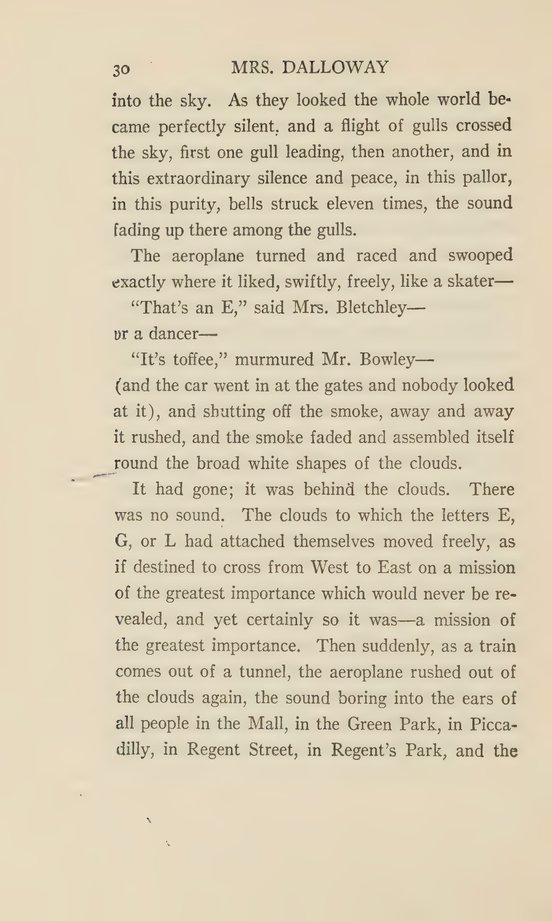 30 MRS. DALLOWAY
into the sky. As they looked the whole world be-
came perfectly silent, and a flight of gulls crossed
the sky, first one gull leading, then another, and in
this extraordinary silence and peace, in this pallor,
in this purity, bells struck eleven times, the sound
fading up there among the gulls.
The aeroplane turned and raced and swooped
exactly where it liked, swiftly, freely, like a skater—
"That's an E," said Mrs. Bletchley—
or a dancer—
"It's toffee," murmured Mr. Bowley—
(and the car went in at the gates and nobody looked
at it), and shutting off the smoke, away and away
it rushed, and the smoke faded and assembled itself
round the broad white shapes of the clouds.
It had gone; it was behind the clouds. There
was no sound. The clouds to which the letters E,
G, or L had attached themselves moved freely, as
if destined to cross from West to East on a mission
of the greatest importance which would never be re-
vealed, and yet certainly so it was—a mission of
the greatest importance. Then suddenly, as a train
comes out of a tunnel, the aeroplane rushed out of
the clouds again, the sound boring into the ears of
all people in the Mall, in the Green Park, in Picca-
dilly, in Regent Street, in Regent's Park, and the